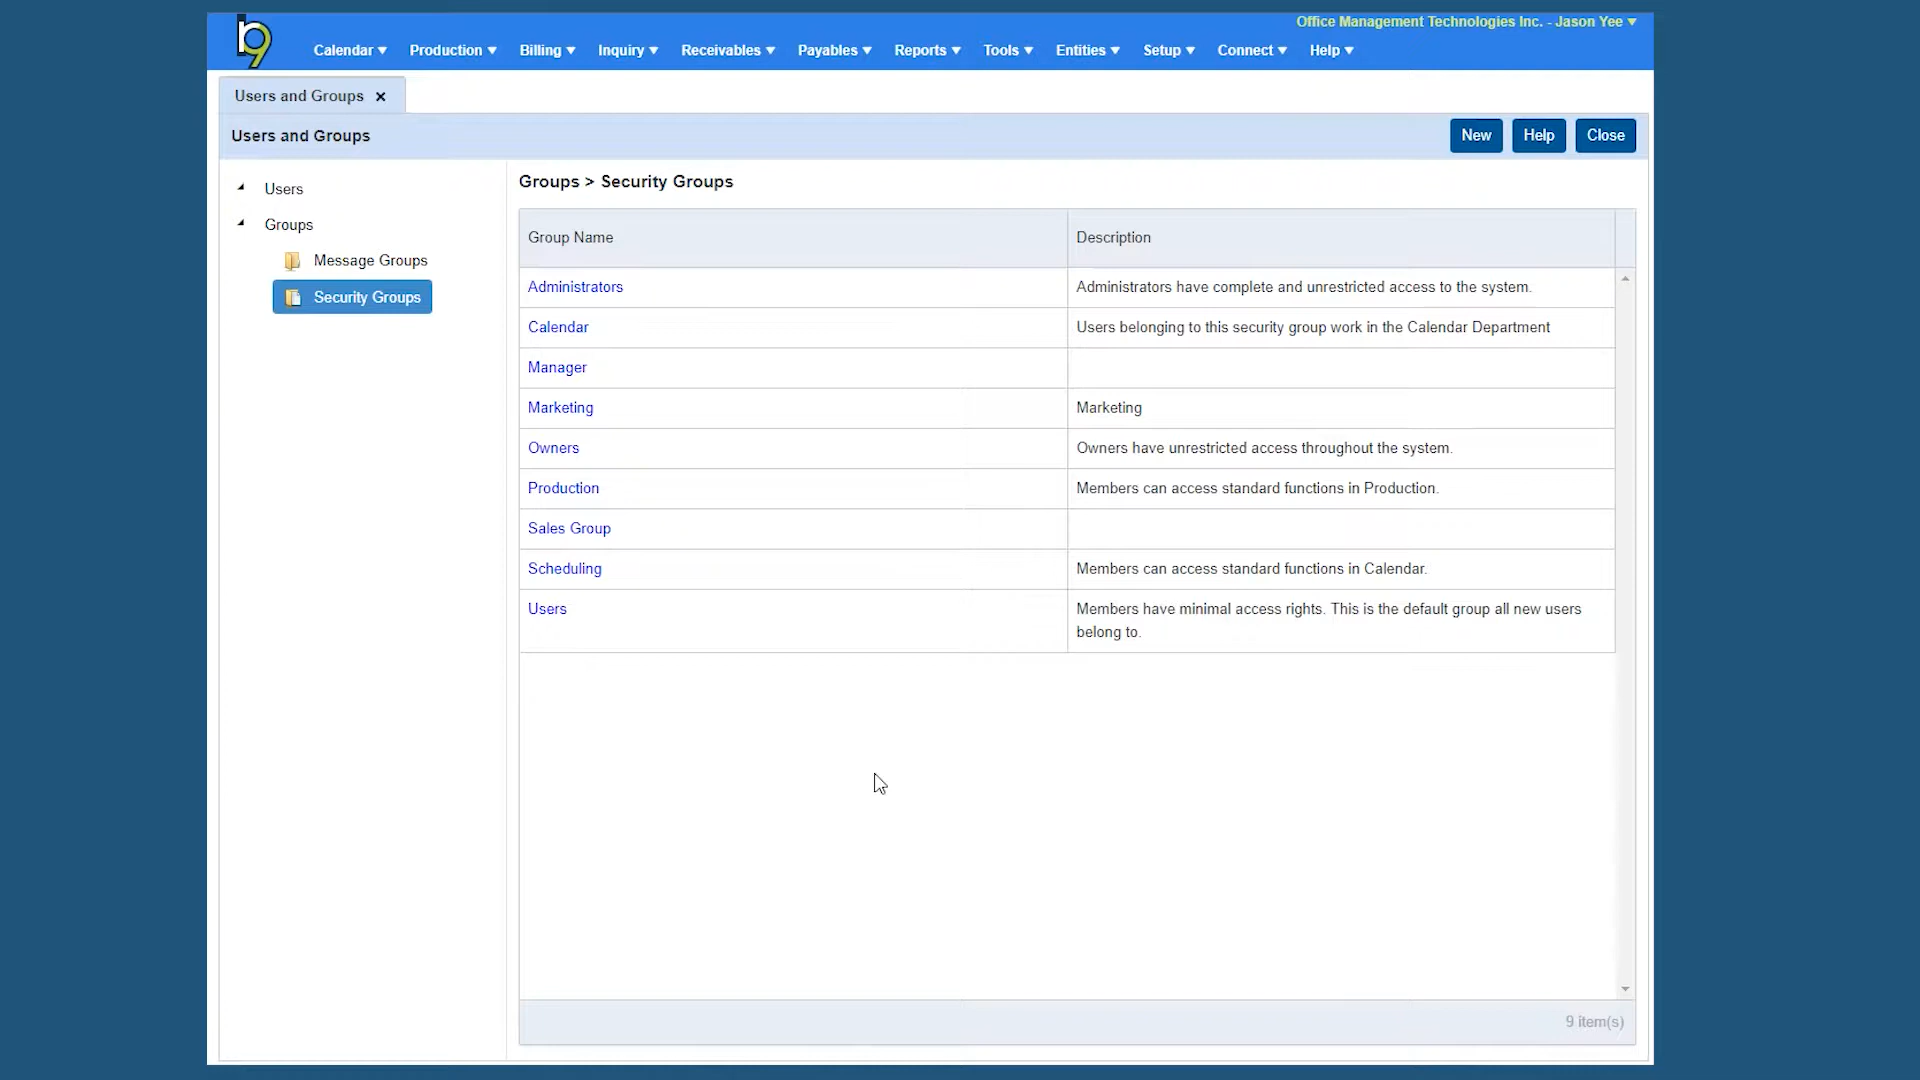 b9
Office Management Technologies Inc. - Jason Yee
Calendar Production Billing Inquiry Receivables Payables Reports Tools Entities Setup Connect Help
Users and Groups
Users and Groups
New Help Close
Users
Groups
Message Groups
Security Groups
Groups > Security Groups
Group Name Description
Administrators Administrators have complete and unrestricted access to the system.
Calendar Users belonging to this security group work in the Calendar Department
Manager
Marketing Marketing
Owners Owners have unrestricted access throughout the system.
Production Members can access standard functions in Production.
Sales Group
Scheduling Members can access standard functions in Calendar.
Users Members have minimal access rights. This is the default group all new users
belong to.
9 item(s)